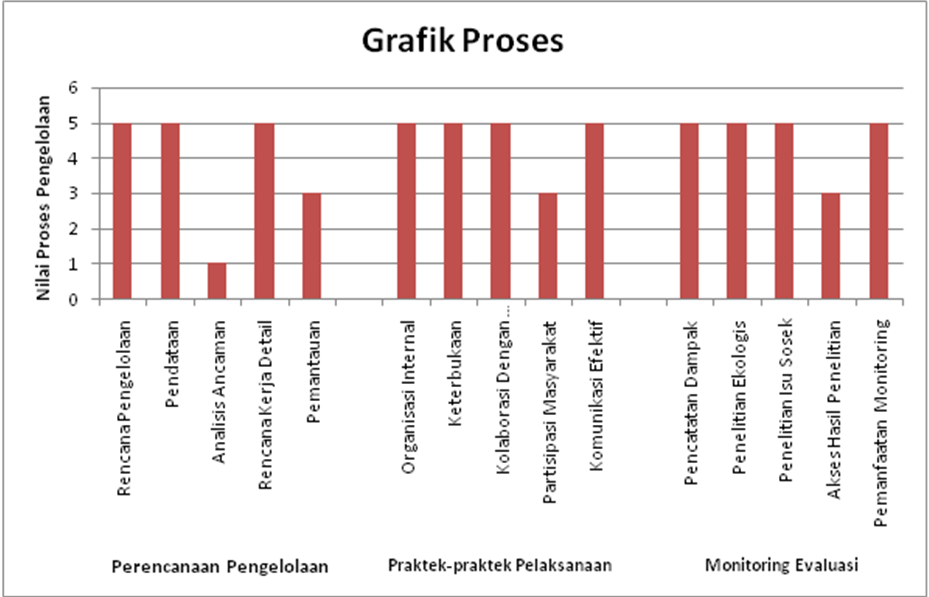 Grafik Proses
Nilai Proses Pengelolaan
6
5
4
3
2
1
0
Rencana Pengelolaan
Pendataan
Analisis Ancaman
Rencana Kerja Detail
Pemantauan
Organisasi Internal
Keterbukaan
Kolaborasi Dengan...
Partisipasi Masyarakat
Komunikasi Efektif
Pencatatan Dampak
Penelitian Ekologis
Penelitian Isu Sosek
Akses Hasil Penelitian
Pemanfaatan Monitoring
Perencanaan Pengelolaan
Praktek-praktek Pelaksanaan
Monitoring Evaluasi